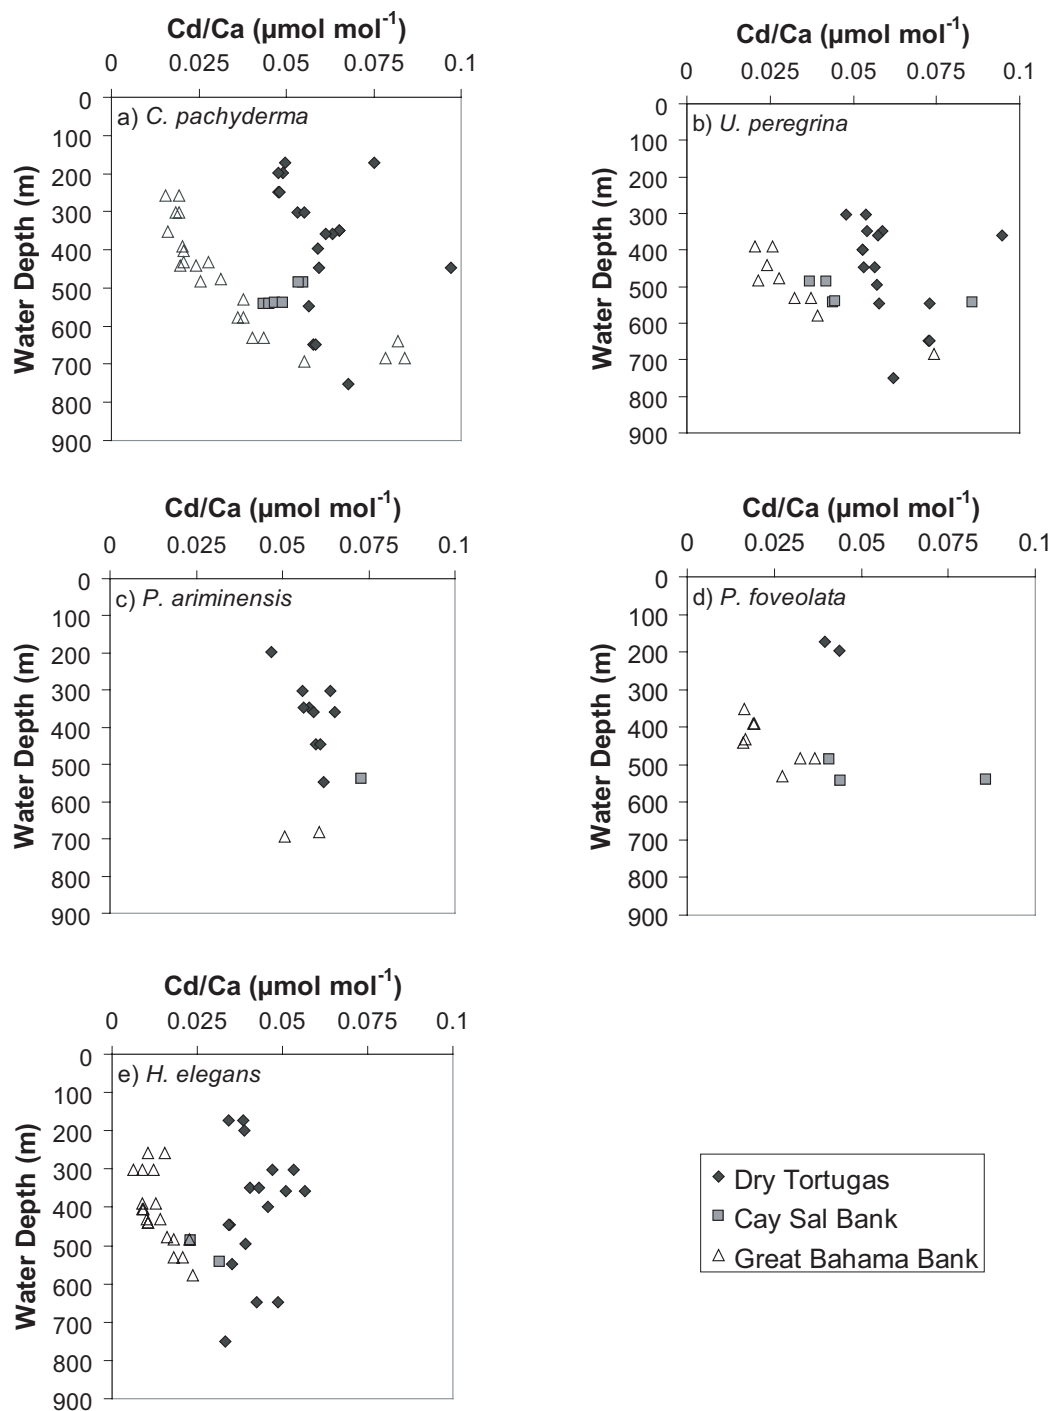 Cd/Ca (µmol mol-1)
0 0.025 0.05 0.075 0.1
0
100
200
300
400
500
600
700
800
900
Water Depth (m)
a) C. pachyderma
Cd/Ca (µmol mol-1)
0 0.025 0.05 0.075 0.1
0
100
200
300
400
500
600
700
800
900
Water Depth (m)
b) U. peregrina
Cd/Ca (µmol mol-1)
0 0.025 0.05 0.075 0.1
0
100
200
300
400
500
600
700
800
900
Water Depth (m)
c) P. ariminensis
Cd/Ca (µmol mol-1)
0 0.025 0.05 0.075 0.1
0
100
200
300
400
500
600
700
800
900
Water Depth (m)
d) P. foveolata
Cd/Ca (µmol mol-1)
0 0.025 0.05 0.075 0.1
0
100
200
300
400
500
600
700
800
900
Water Depth (m)
e) H. elegans
Dry Tortugas
Cay Sal Bank
Great Bahama Bank